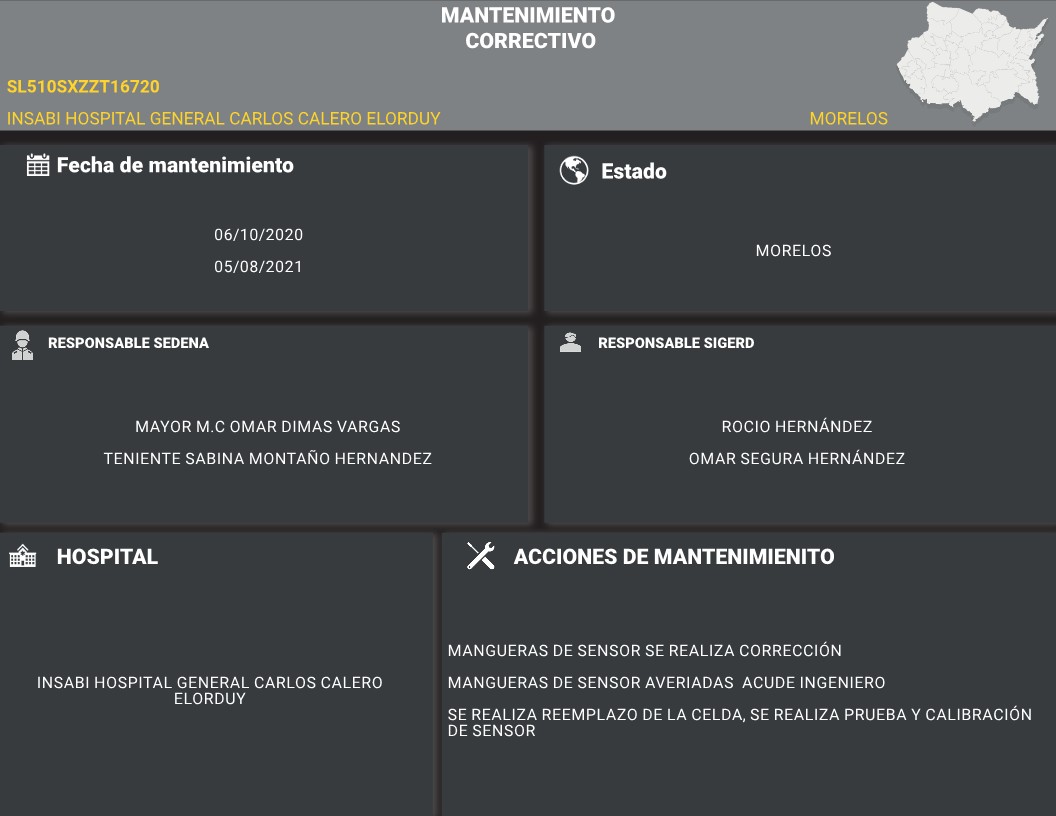 MANTENIMIENTO
CORRECTIVO
SL510SXZZT16720
INSABI HOSPITAL GENERAL CARLOS CALERO ELORDUY
MORELOS
Fecha de mantenimiento
06/10/2020
05/08/2021
Estado
MORELOS
RESPONSABLE SEDENA
MAYOR M.C OMAR DIMAS VARGAS
TENIENTE SABINA MONTAÑO HERNANDEZ
RESPONSABLE SIGERD
ROCIO HERNÁNDEZ
OMAR SEGURA HERNÁNDEZ
HOSPITAL
INSABI HOSPITAL GENERAL CARLOS CALERO
ELORDUY
ACCIONES DE MANTENIMIENITO
MANGUERAS DE SENSOR SE REALIZA CORRECCIÓN
MANGUERAS DE SENSOR AVERIADAS  ACUDE INGENIERO
SE REALIZA REEMPLAZO DE LA CELDA, SE REALIZA PRUEBA Y CALIBRACIÓN
DE SENSOR